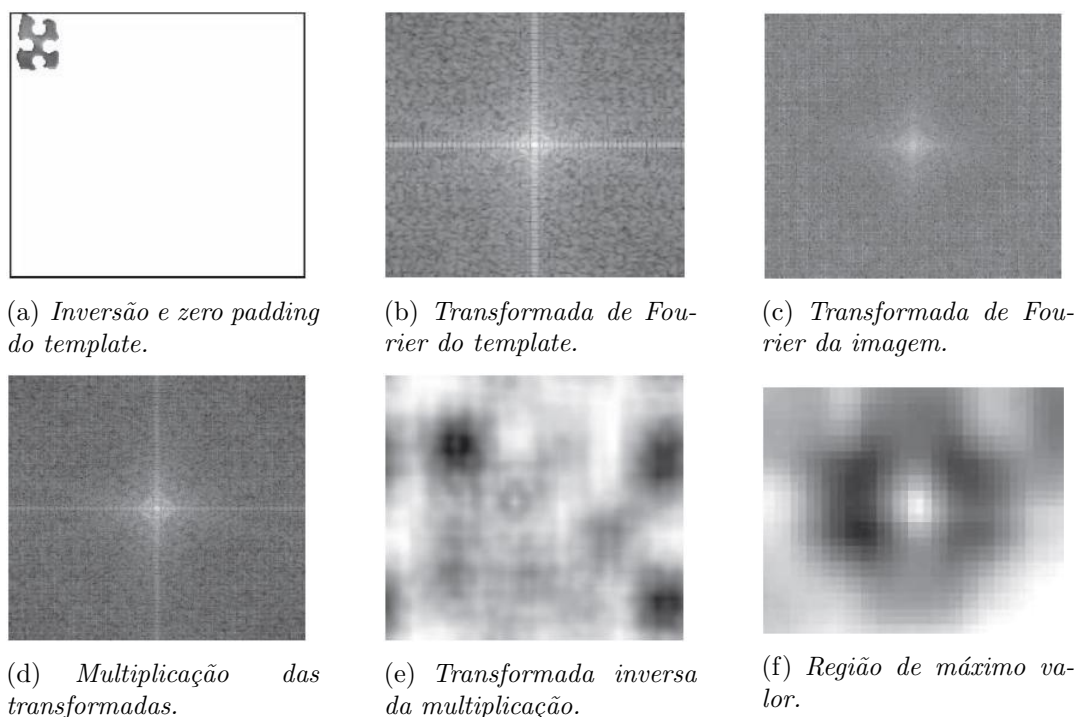 (a) Inversão e zero padding
do template.
(b) Transformada de Fou-
rier do template.
(c) Transformada de Fou-
rier da imagem.
(d) Multiplicação das
transformadas.
(e) Transformada inversa
da multiplicação.
(f) Região de máximo va-
lor.